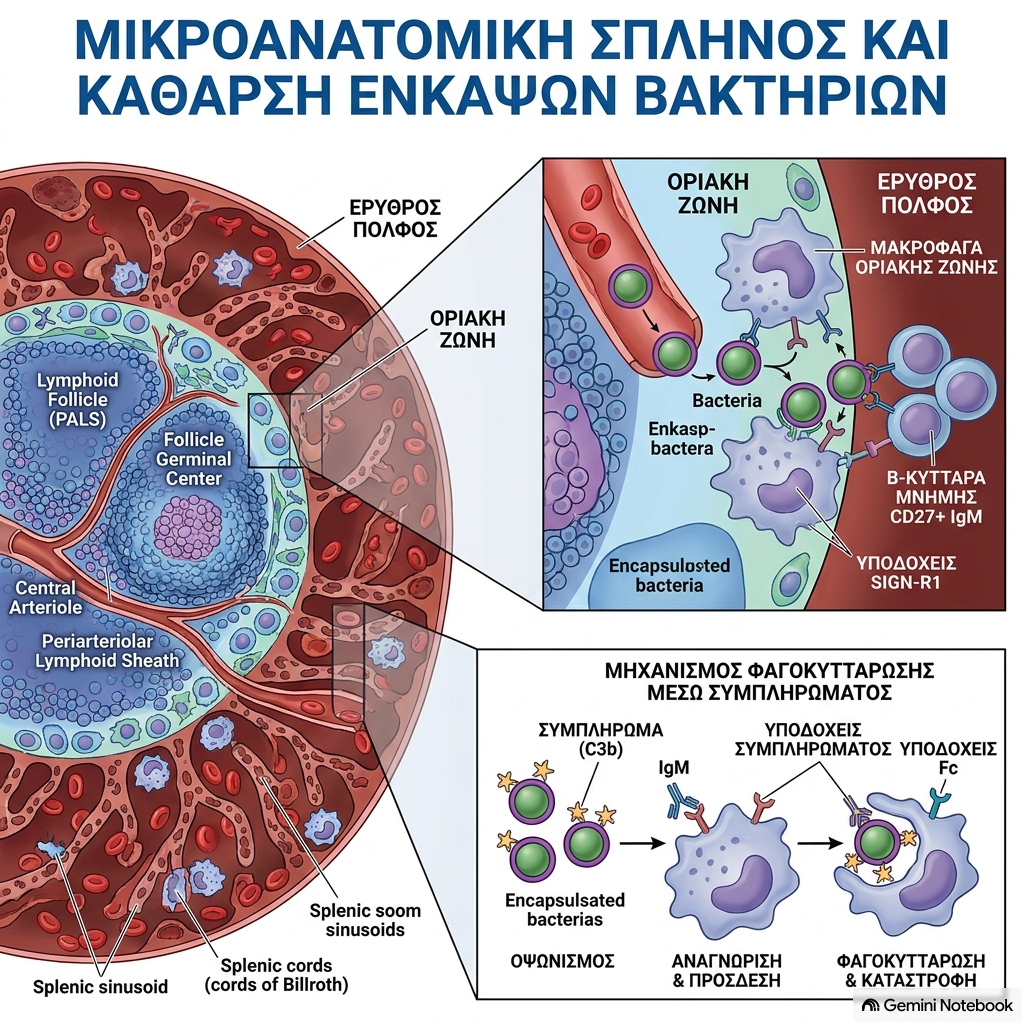 ΜΙΚΡΟΑΝΑΤΟΜΙΚΗ ΣΠΛΗΝΟΣ ΚΑΙ
ΚΑΘΑΡΣΗ ΕΝΚΑΨΩΝ ΒΑΚΤΗΡΙΩΝ
ΕΡΥΘΡΟΣ
ΠΟΛΦΟΣ
ΟΡΙΑΚΗ
ΖΩΝΗ
Lymphoid
Follicle
(PALS)
Follicle
Germinal
Center
Central
Arteriole
Periarteriolar
Lymphoid Sheath
Splenic sinusoid
Splenic cords
(cords of Billroth)
Splenic soom
sinusoids
ΟΡΙΑΚΗ
ΖΩΝΗ
ΕΡΥΘΡΟΣ
ΠΟΛΦΟΣ
ΜΑΚΡΟΦΑΓΑ
ΟΡΙΑΚΗΣ ΖΩΝΗΣ
Bacteria
Enkasp-
bactera
Encapsulosted
bacteria
Β-ΚΥΤΤΑΡΑ
ΜΝΗΜΗΣ
CD27+ IgM
ΥΠΟΔΟΧΕΙΣ
SIGN-R1
ΜΗΧΑΝΙΣΜΟΣ ΦΑΓΟΚΥΤΤΑΡΩΣΗΣ
ΜΕΣΩ ΣΥΜΠΛΗΡΩΜΑΤΟΣ
ΣΥΜΠΛΗΡΩΜΑ
(C3b)
IgM
ΥΠΟΔΟΧΕΙΣ
ΣΥΜΠΛΗΡΩΜΑΤΟΣ
ΥΠΟΔΟΧΕΙΣ
Fc
Encapsulsated
bacterias
ΟΨΩΝΙΣΜΟΣ
ΑΝΑΓΝΩΡΙΣΗ
& ΠΡΟΣΔΕΣΗ
ΦΑΓΟΚΥΤΤΑΡΩΣΗ
& ΚΑΤΑΣΤΡΟΦΗ
Gemini Notebook